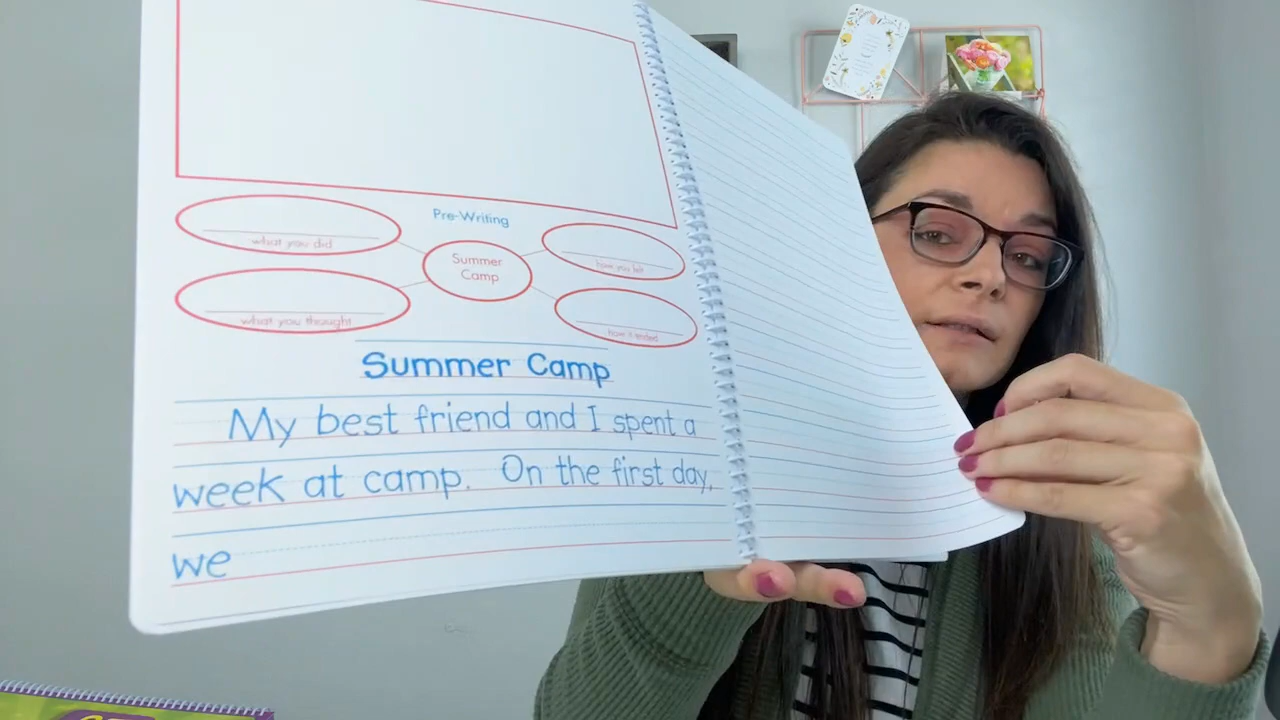 Pre-Writing
what you did
Summer
Camp
how you felt
what you thought
how it ended
Summer Camp
My best friend and I spent a
week at camp. On the first day,
we